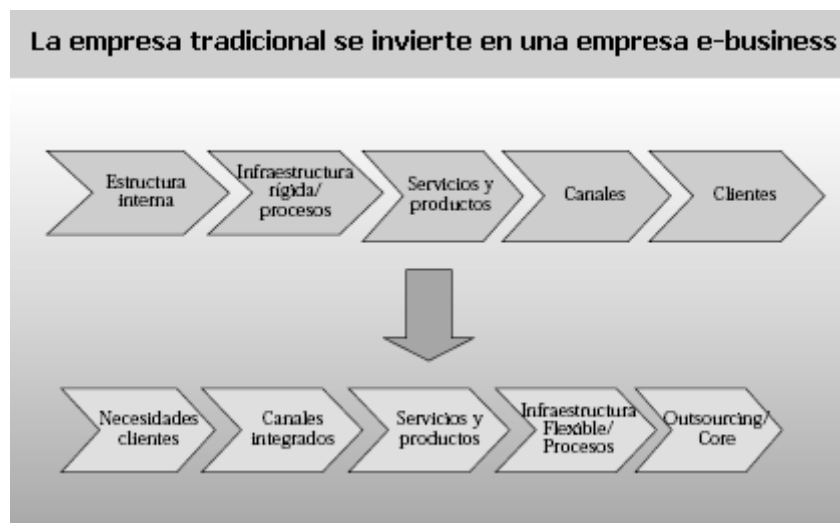 La empresa tradicional se invierte en una empresa e-business
Estructura
interna
Infraestructura
rígida/
procesos
Servicios y
productos
Canales
Clientes
Necesidades
clientes
Canales
integrados
Servicios y
productos
Infraestructura
Flexible/
Procesos
Outsourcing/
Core